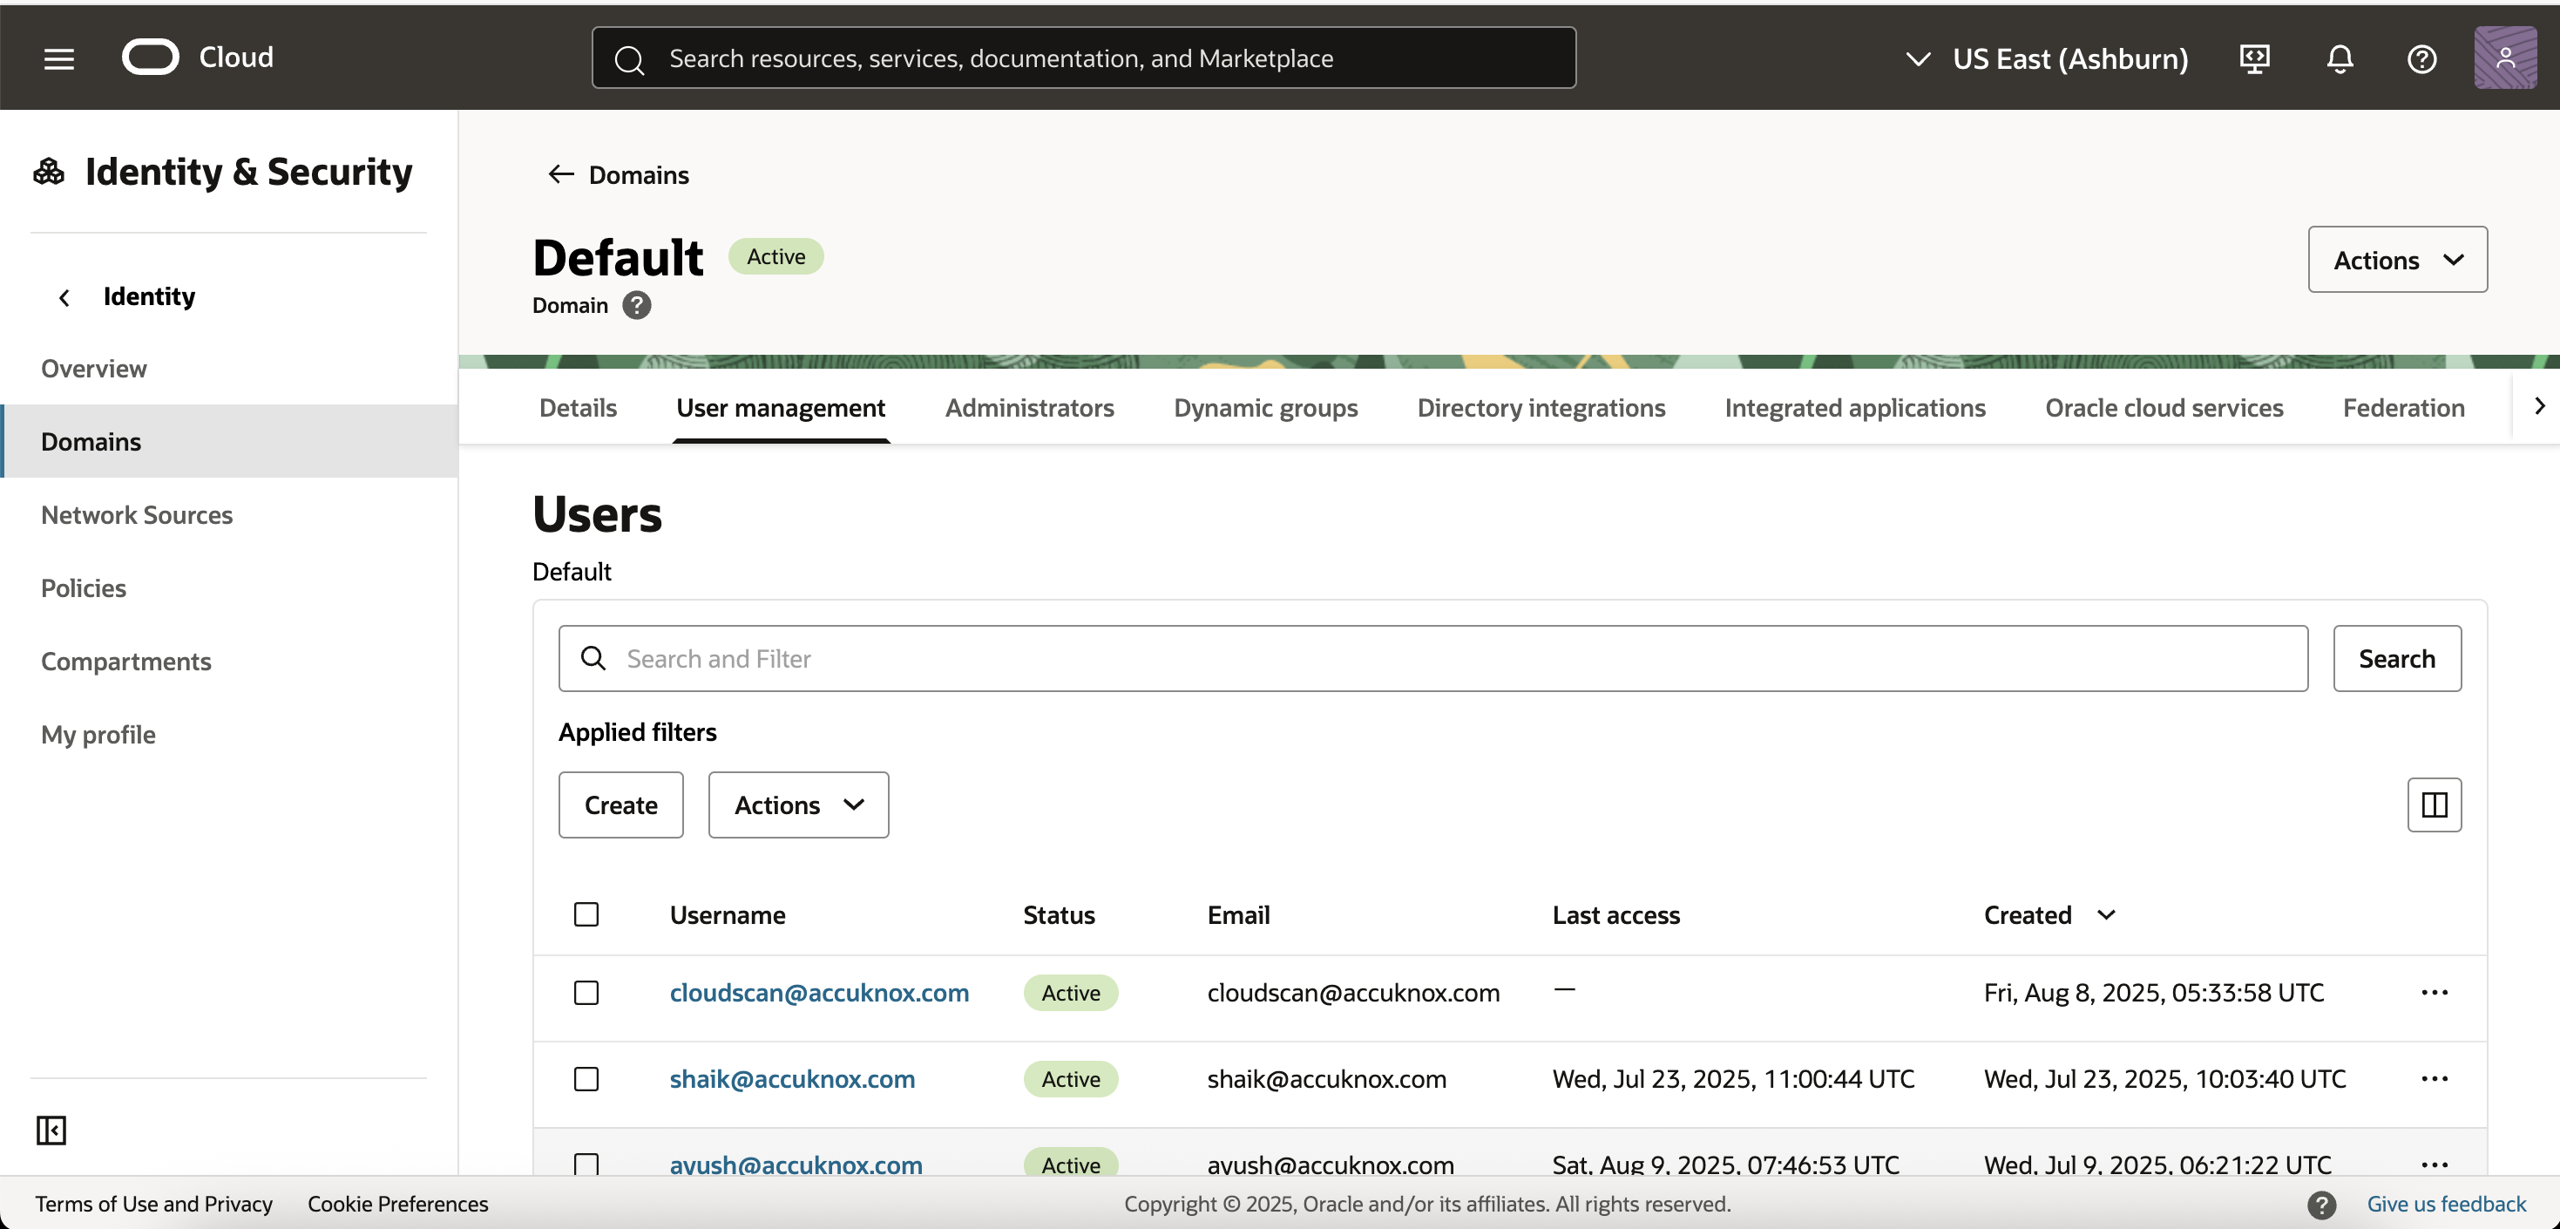 Cloud
Search resources, services, documentation, and Marketplace
US East (Ashburn)
Identity & Security
Identity
Overview
Domains
Network Sources
Policies
Compartments
My profile
Domains
Default
Active
Domain
Actions
Details
User management
Administrators
Dynamic groups
Directory integrations
Integrated applications
Oracle cloud services
Federation
Users
Default
Search and Filter
Search
Applied filters
Create
Actions
Username Status Email Last access Created
cloudscan@accuknox.com Active cloudscan@accuknox.com — Fri, Aug 8, 2025, 05:33:58 UTC
shaik@accuknox.com Active shaik@accuknox.com Wed, Jul 23, 2025, 11:00:44 UTC Wed, Jul 23, 2025, 10:03:40 UTC
ayush@accuknox.com Active ayush@accuknox.com Sat, Aug 9, 2025, 07:46:53 UTC Wed, Jul 9, 2025, 06:21:22 UTC
Terms of Use and Privacy
Cookie Preferences
Copyright © 2025, Oracle and/or its affiliates. All rights reserved.
Give us feedback